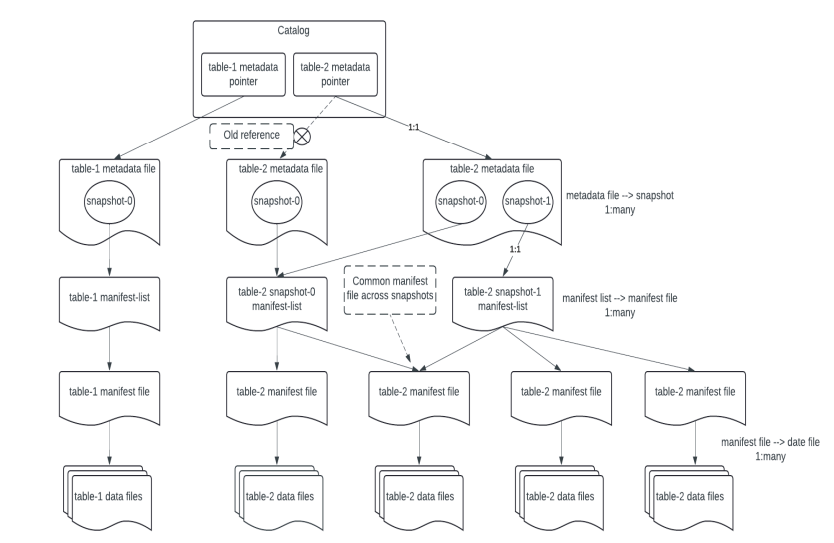 Catalog
table-1 metadata
pointer
table-2 metadata
pointer
Old reference
1:1
table-1 metadata file
table-2 metadata file
table-2 metadata file
snapshot-0
snapshot-0
snapshot-0
snapshot-1
metadata file --> snapshot
1:many
1:1
table-1 manifest-list
table-2 snapshot-0
manifest-list
Common manifest
file across snapshots
table-2 snapshot-1
manifest-list
manifest list --> manifest file
1:many
table-1 manifest file
table-2 manifest file
table-2 manifest file
table-2 manifest file
table-2 manifest file
manifest file --> date file
1:many
table-1 data files
table-2 data files
table-2 data files
table-2 data files
table-2 data files